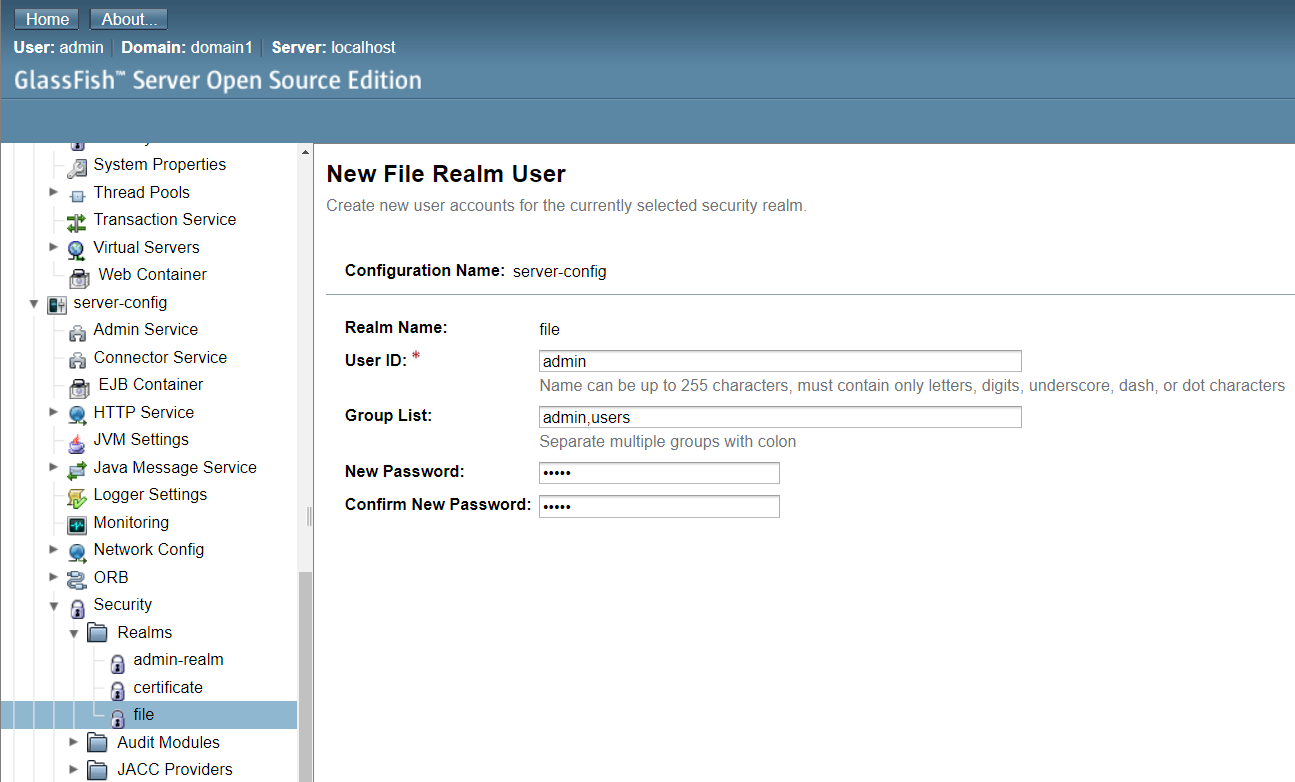 Home About...
User: admin Domain: domain1 Server: localhost
GlassFish™ Server Open Source Edition
System Properties
Thread Pools
Transaction Service
Virtual Servers
Web Container
server-config
Admin Service
Connector Service
EJB Container
HTTP Service
JVM Settings
Java Message Service
Logger Settings
Monitoring
Network Config
ORB
Security
Realms
admin-realm
certificate
file
Audit Modules
JACC Providers
New File Realm User
Create new user accounts for the currently selected security realm.
Configuration Name: server-config
Realm Name: file
User ID: * admin
Name can be up to 255 characters, must contain only letters, digits, underscore, dash, or dot characters
Group List: admin,users
Separate multiple groups with colon
New Password: •••••
Confirm New Password: •••••